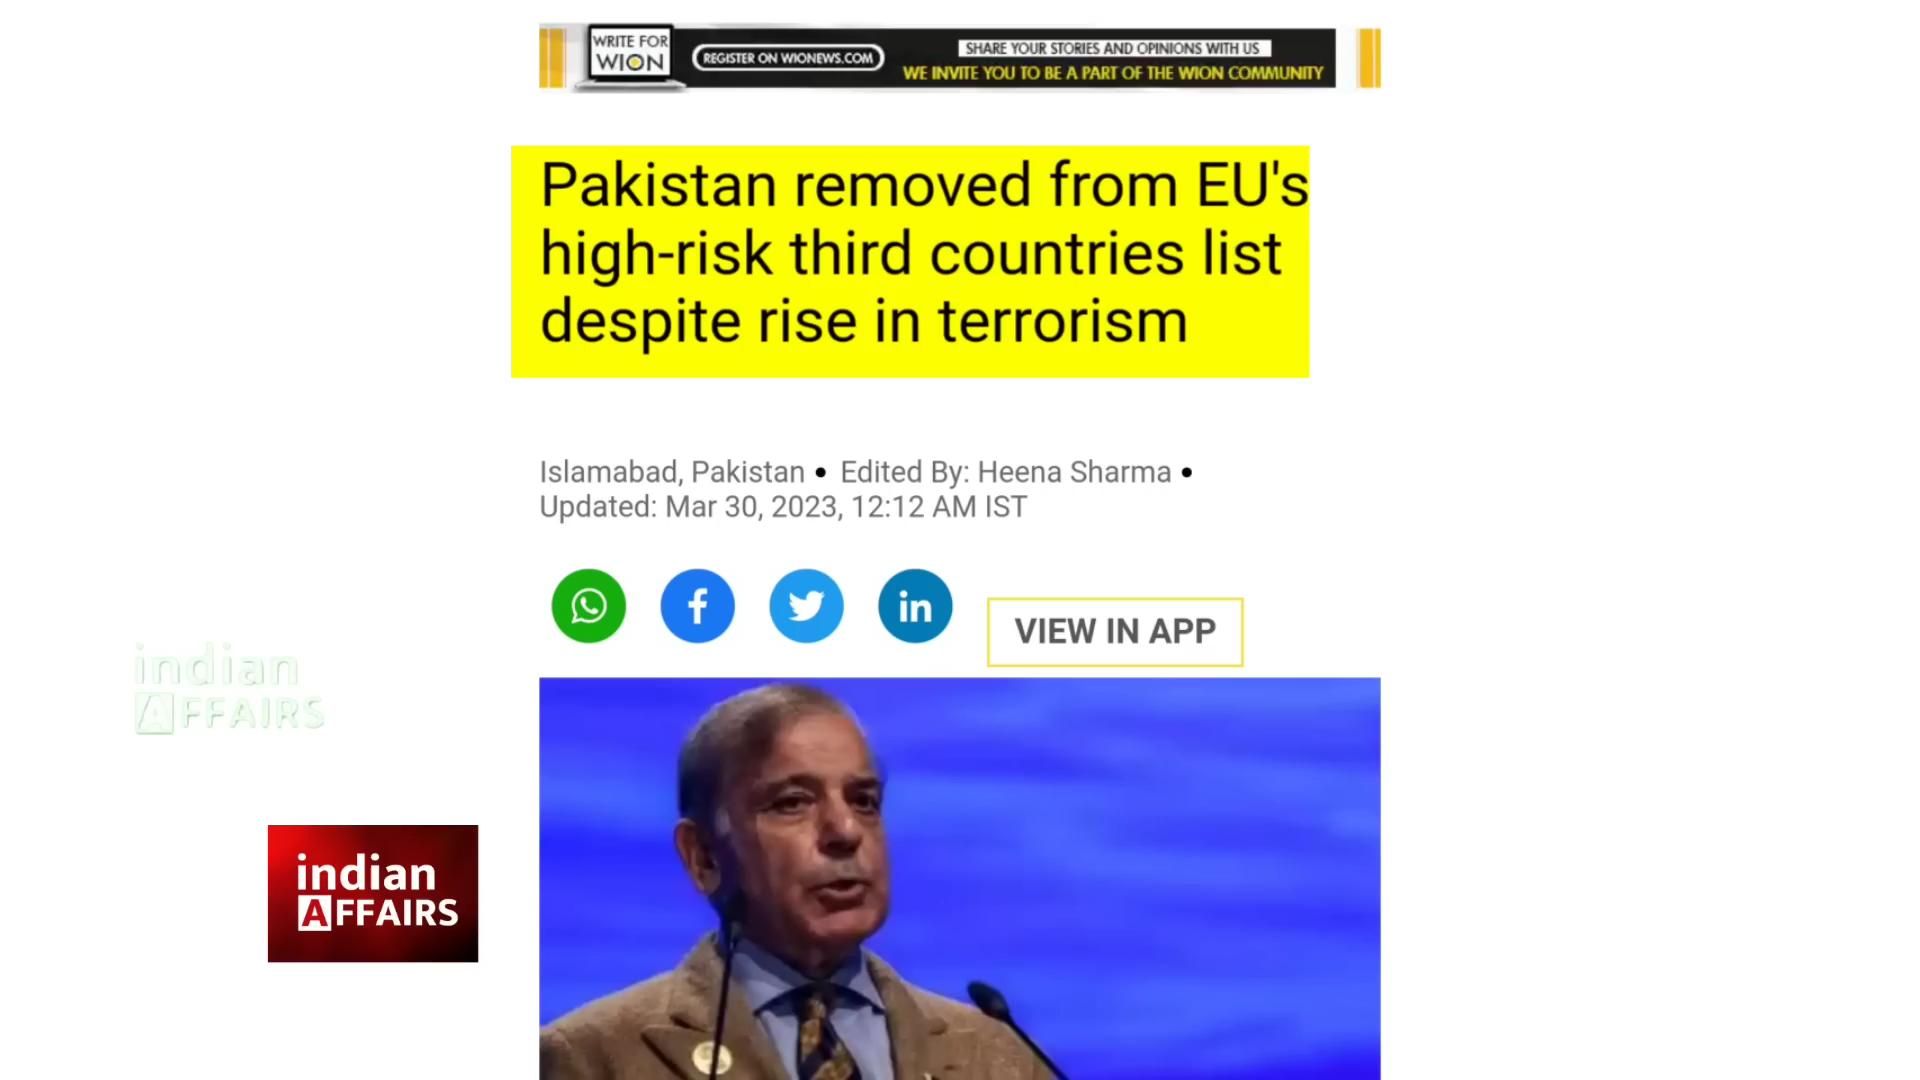 WRITE FOR
WION
REGISTER ON WIONEWS.COM
SHARE YOUR STORIES AND OPINIONS WITH US
WE INVITE YOU TO BE A PART OF THE WION COMMUNITY
Pakistan removed from EU's
high-risk third countries list
despite rise in terrorism
Islamabad, Pakistan • Edited By: Heena Sharma •
Updated: Mar 30, 2023, 12:12 AM IST
f
in
VIEW IN APP
indian
AFFAIRS
indian
AFFAIRS